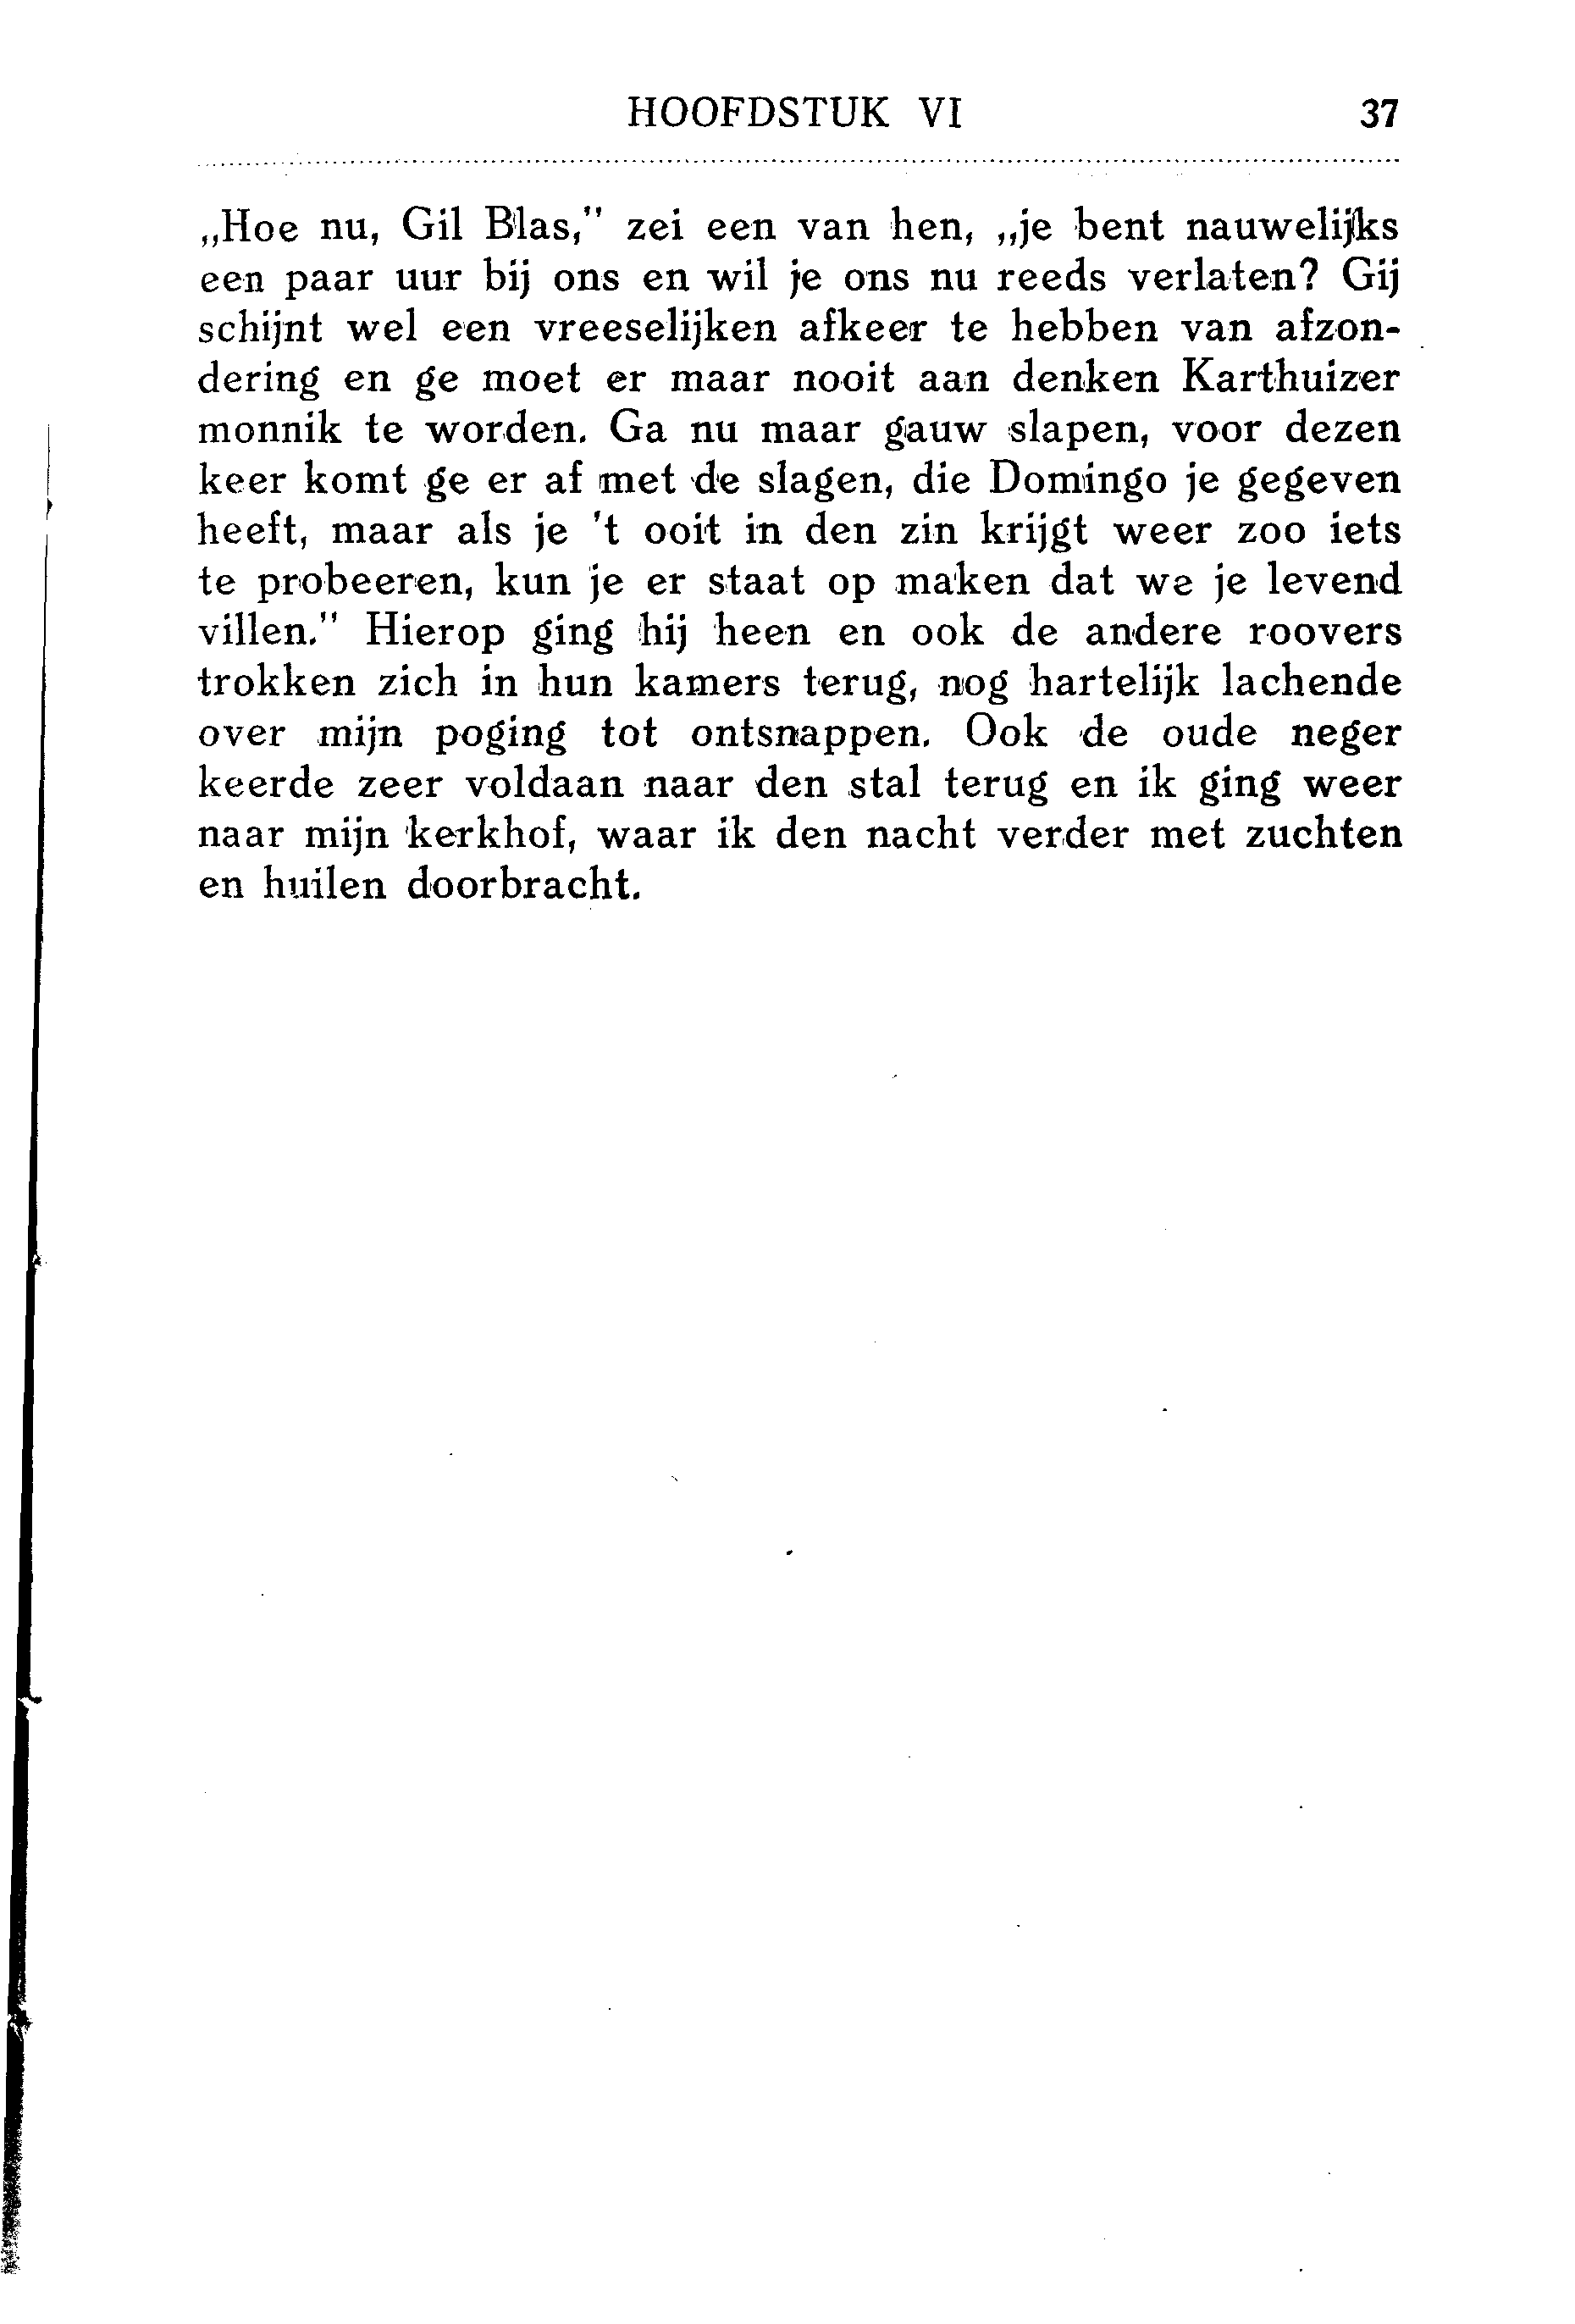 HOOFDSTUK VI 37
„Hoe nu, Gil Blas,” zei een van hen, „je bent nauwelijks
een paar uur bij ons en wil je ons nu reeds verlaten? Gij
schijnt wel een vreeselijken afkeer te hebben van afzon-
dering en ge moet er maar nooit aan denken Karthuizer
monnik te worden. Ga nu maar gauw slapen, voor dezen
keer komt ge er af met de slagen, die Domingo je gegeven
heeft, maar als je 't ooit in den zin krijgt weer zoo iets
te probeeren, kun je er staat op maken dat we je levend
villen.” Hierop ging hij heen en ook de andere roovers
trokken zich in hun kamers terug, nog hartelijk lachende
over mijn poging tot ontsnappen. Ook de oude neger
keerde zeer voldaan naar den stal terug en ik ging weer
naar mijn kerkhof, waar ik den nacht verder met zuchten
en huilen doorbracht.